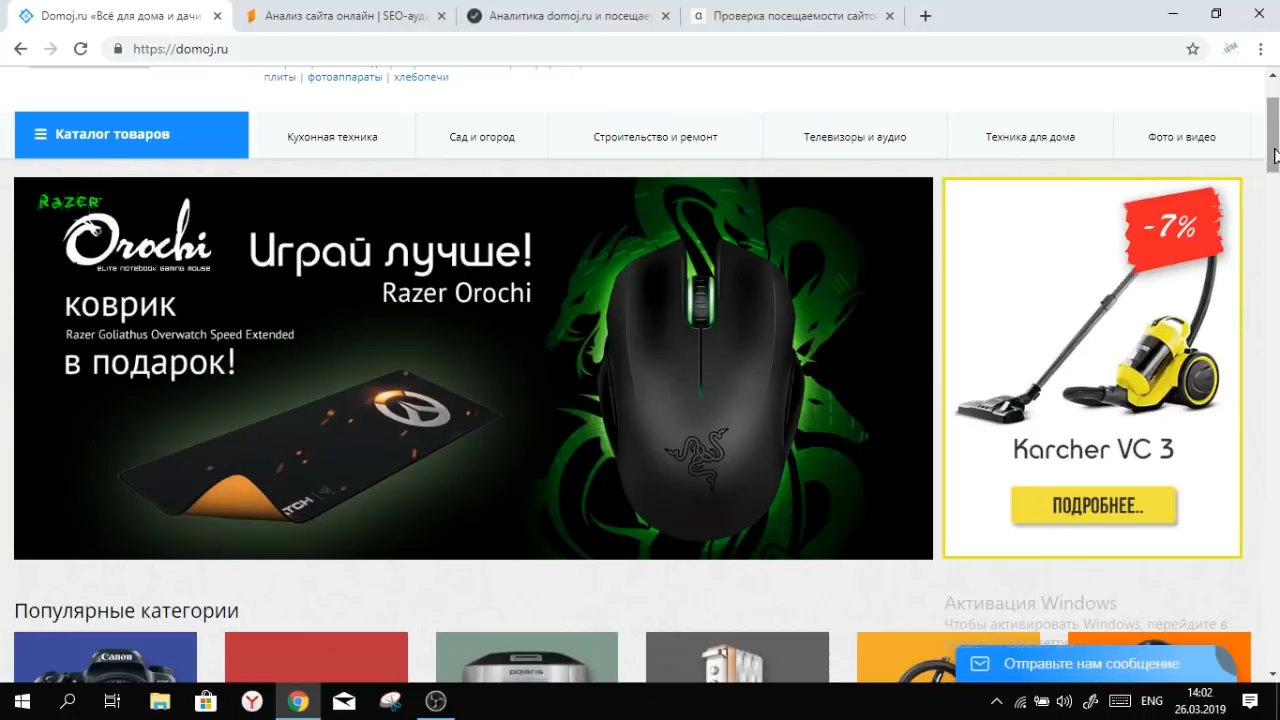 Domoj.ru «Всё для дома и дачи
Анализ сайта онлайн | SEO-ауд
Аналитика domoj.ru и посещае
Проверка посещаемости сайто
https://domoj.ru
плиты | фотоаппараты | хлебопечи
Каталог товаров
Кухонная техника
Сад и огород
Строительство и ремонт
Телевизоры и аудио
Техника для дома
Фото и видео
RAZER
Orochi
ELITE NOTEBOOK GAMING MOUSE
Играй лучше!
Razer Orochi
коврик
Razer Goliathus Overwatch Speed Extended
в подарок!
TCH
-7%
Karcher VC 3
ПОДРОБНЕЕ..
Популярные категории
Активация Windows
Чтобы активировать Windows, перейдите в
Canon
polaris
Отправьте нам сообщение
ENG
14:02
26.03.2019